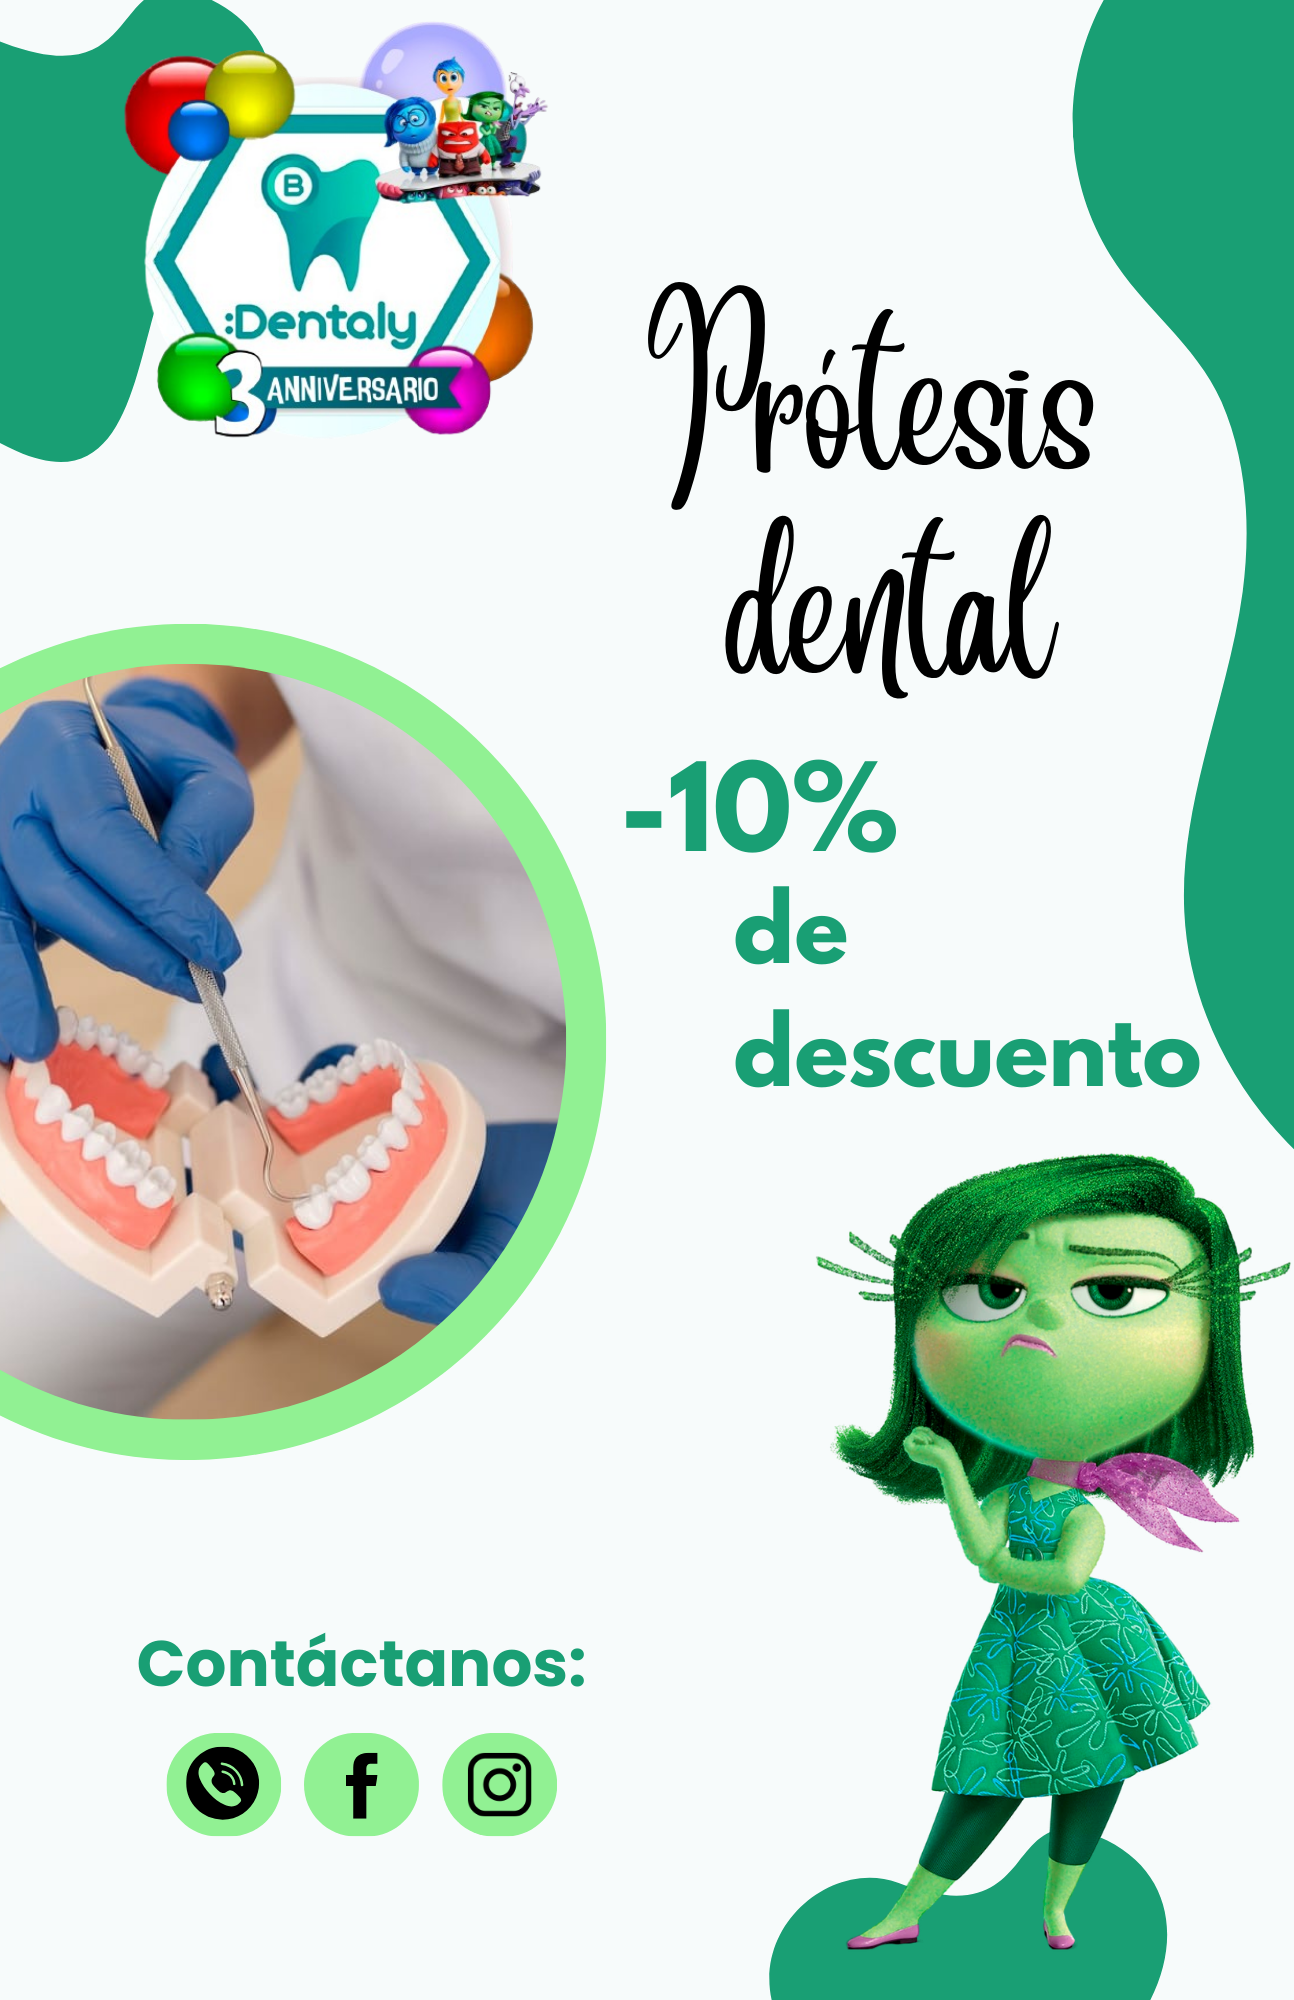 B
:Dentaly
3 ANNIVERSARIO
Prótesis
dental
-10%
de
descuento
Contáctanos: